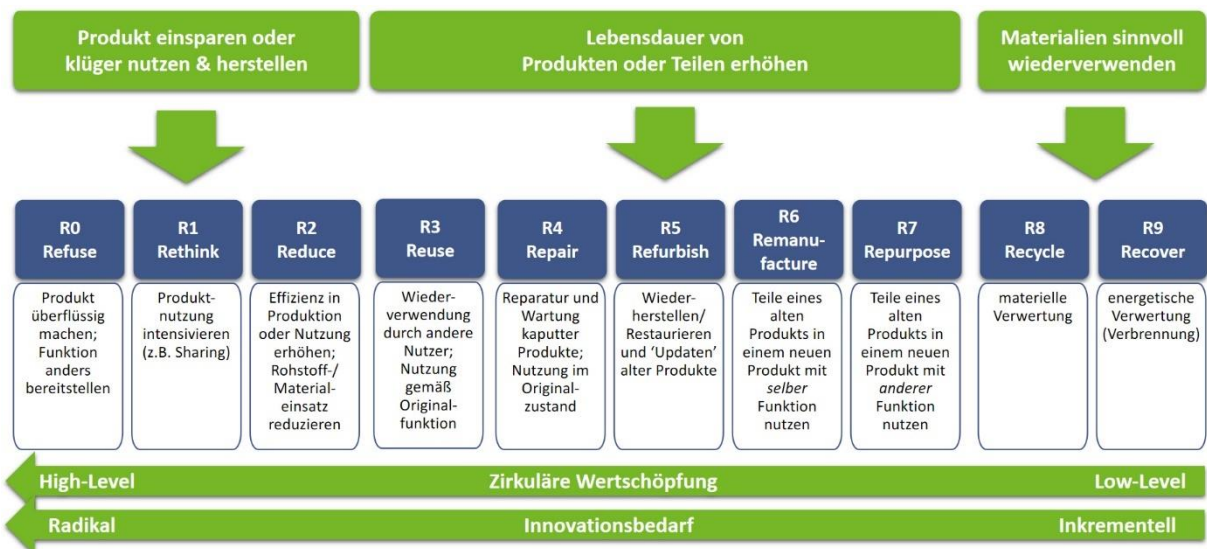 Produkt einsparen oder
klüger nutzen & herstellen
Lebensdauer von
Produkten oder Teilen erhöhen
Materialien sinnvoll
wiederverwenden
R0
Refuse
R1
Rethink
R2
Reduce
R3
Reuse
R4
Repair
R5
Refurbish
R6
Remanu-
facture
R7
Repurpose
R8
Recycle
R9
Recover
Produkt
überflüssig
machen;
Funktion
anders
bereitstellen
Produkt-
nutzung
intensivieren
(z.B. Sharing)
Effizienz in
Produktion
oder Nutzung
erhöhen;
Rohstoff-/
Material-
einsatz
reduzieren
Wieder-
verwendung
durch andere
Nutzer;
Nutzung
gemäß
Original-
funktion
Reparatur und
Wartung
kaputter
Produkte;
Nutzung im
Original-
zustand
Wieder-
herstellen/
Restaurieren
und ‘Updaten’
alter Produkte
Teile eines
alten
Produkts in
einem neuen
Produkt mit
selber
Funktion
nutzen
Teile eines
alten
Produkts in
einem neuen
Produkt mit
anderer
Funktion
nutzen
materielle
Verwertung
energetische
Verwertung
(Verbrennung)
High-Level Zirkuläre Wertschöpfung Low-Level
Radikal Innovationsbedarf Inkrementell